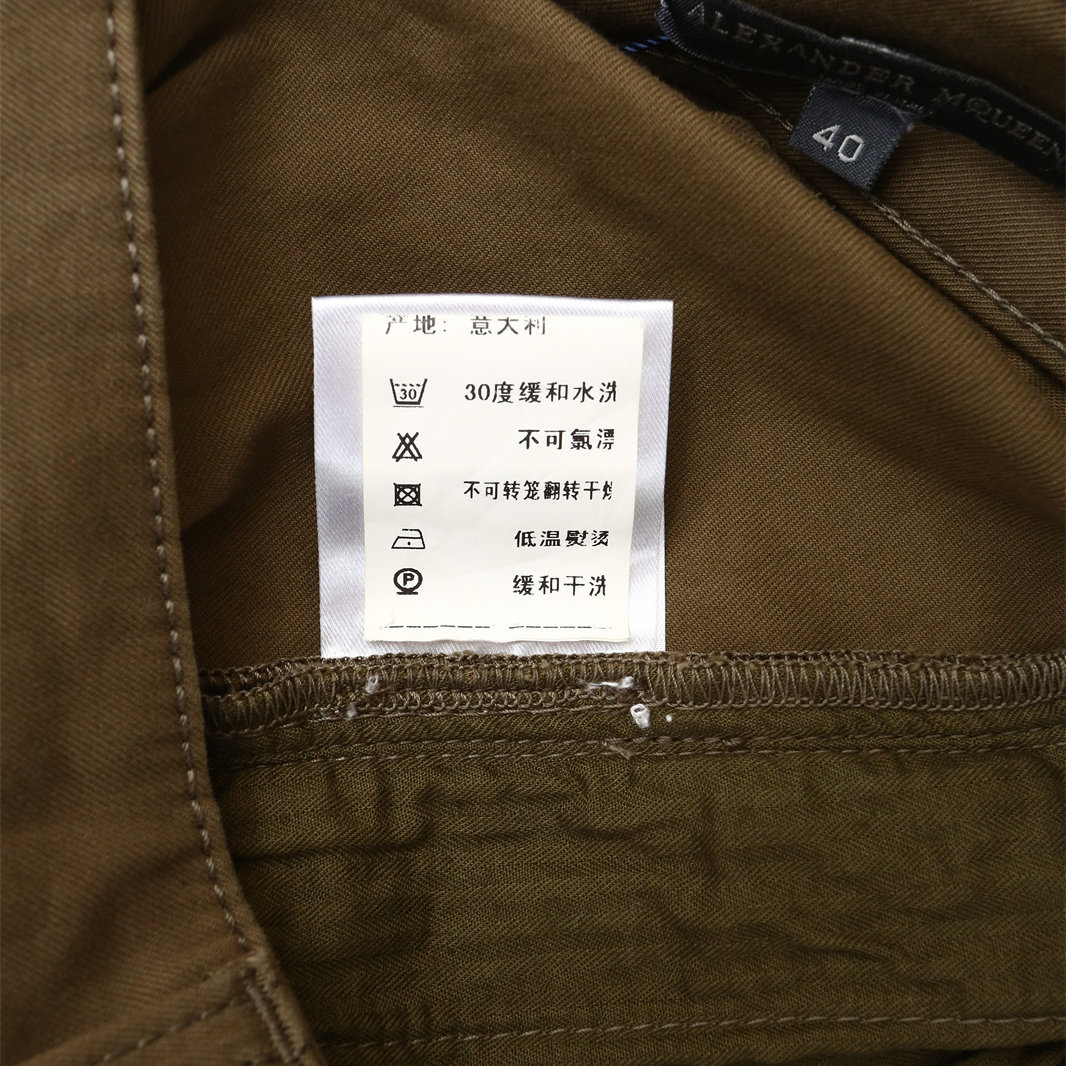 ALEXANDER MCQUEEN
40
产地: 意大利
30 30度缓和水洗
不可氯漂
不可转笼翻转干燥
低温熨烫
P 缓和干洗